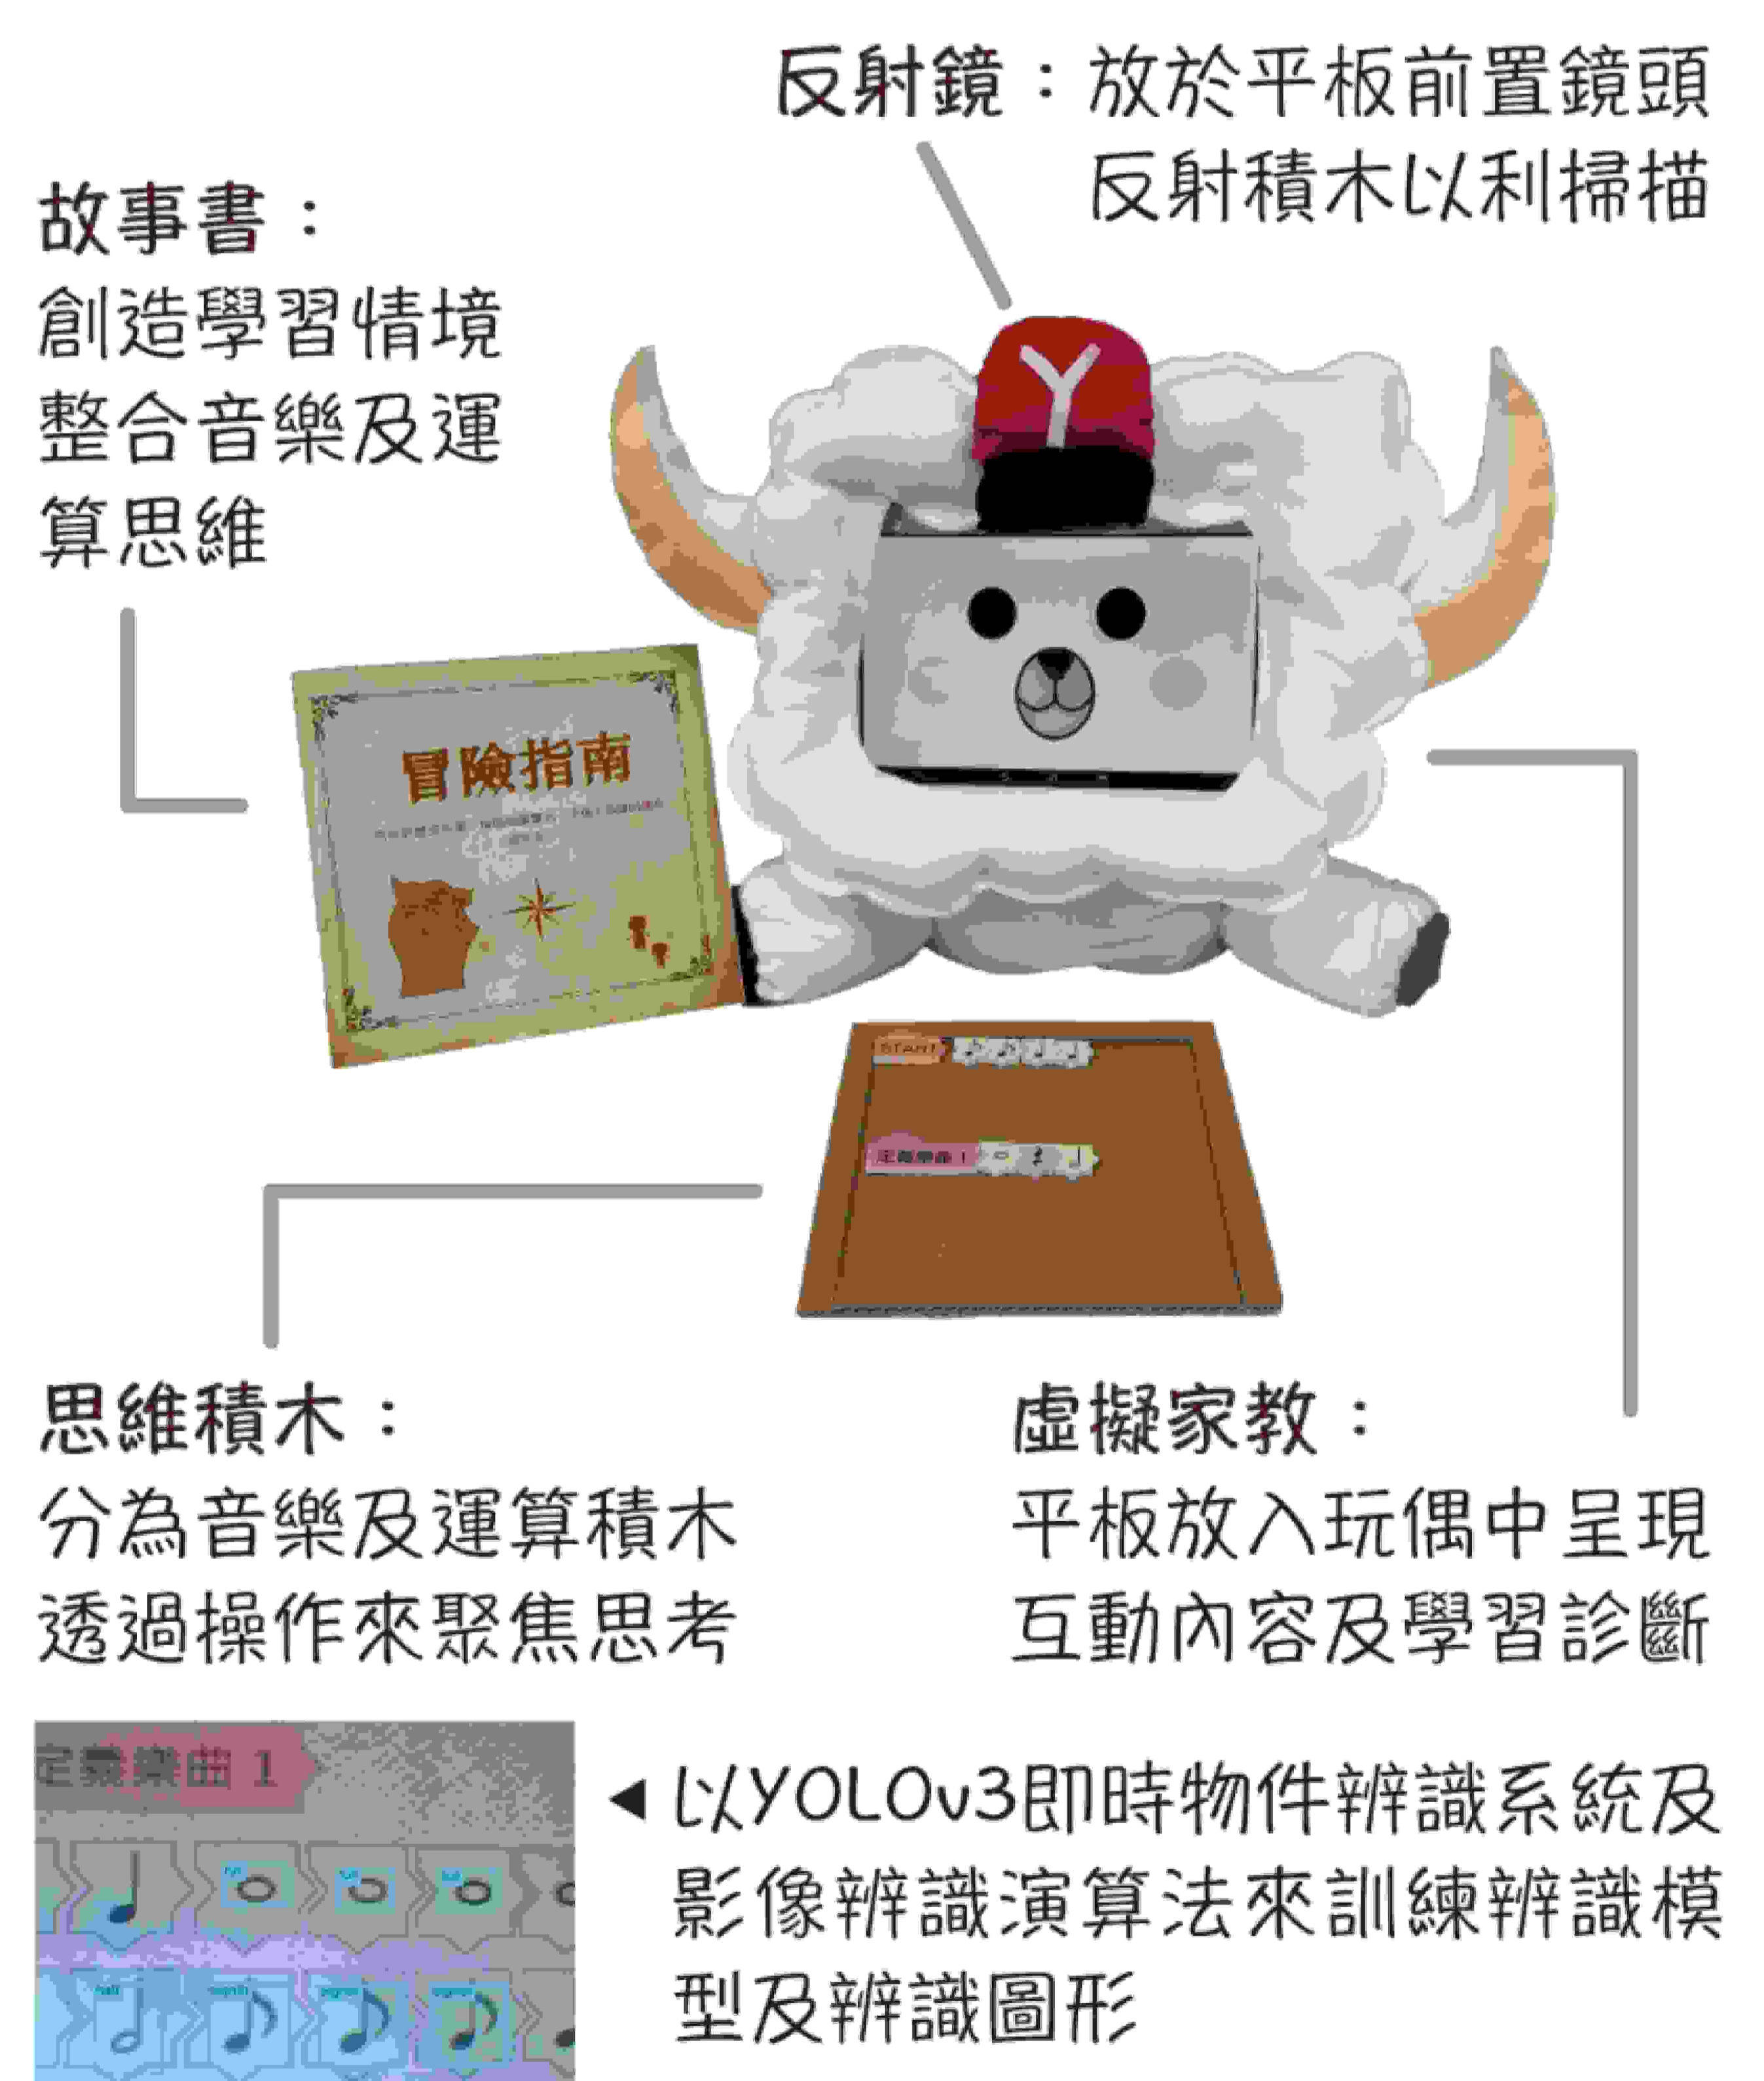 反射鏡：放於平板前置鏡頭
反射積木以利掃描
故事書：
創造學習情境
整合音樂及運
算思維
Y
冒險指南
START
定義樂曲 1
思維積木：
分為音樂及運算積木
透過操作來聚焦思考
虛擬家教：
平板放入玩偶中呈現
互動內容及學習診斷
定義樂曲 1
◀ 以YOLOv3即時物件辨識系統及
影像辨識演算法來訓練辨識模
型及辨識圖形